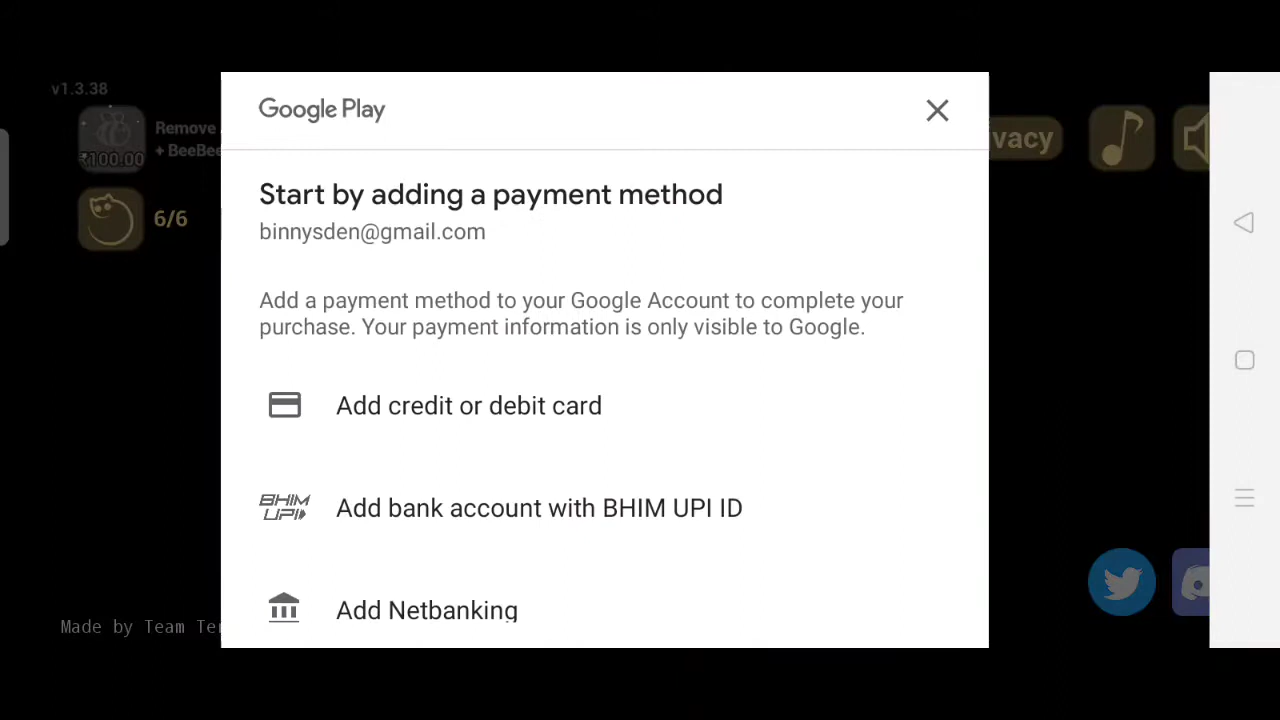 v1.3.38
Google Play
Remove
₹100.00
+ BeeBee
vacy
6/6
Start by adding a payment method
binnysden@gmail.com
Add a payment method to your Google Account to complete your
purchase. Your payment information is only visible to Google.
Add credit or debit card
BHIM
UPI
Add bank account with BHIM UPI ID
Add Netbanking
Made by Team Te